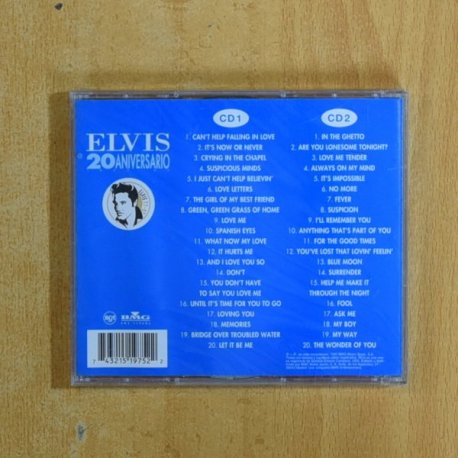 ELVIS
20 ANIVERSARIO
CD 1
1. CAN'T HELP FALLING IN LOVE
2. IT'S NOW OR NEVER
3. CRYING IN THE CHAPEL
4. SUSPICIOUS MINDS
5. I JUST CAN'T HELP BELIEVIN'
6. LOVE LETTERS
7. THE GIRL OF MY BEST FRIEND
8. GREEN, GREEN GRASS OF HOME
9. LOVE ME
10. SPANISH EYES
11. WHAT NOW MY LOVE
12. IT HURTS ME
13. AND I LOVE YOU SO
14. DON'T
15. YOU DON'T HAVE
TO SAY YOU LOVE ME
16. UNTIL IT'S TIME FOR YOU TO GO
17. LOVING YOU
18. MEMORIES
19. BRIDGE OVER TROUBLED WATER
20. LET IT BE ME
CD 2
1. IN THE GHETTO
2. ARE YOU LONESOME TONIGHT?
3. LOVE ME TENDER
4. ALWAYS ON MY MIND
5. IT'S IMPOSSIBLE
6. NO MORE
7. FEVER
8. SUSPICION
9. I'LL REMEMBER YOU
10. ANYTHING THAT'S PART OF YOU
11. FOR THE GOOD TIMES
12. YOU'VE LOST THAT LOVIN' FEELIN'
13. BLUE MOON
14. SURRENDER
15. HELP ME MAKE IT
THROUGH THE NIGHT
16. FOOL
17. ASK ME
18. MY BOY
19. MY WAY
20. THE WONDER OF YOU
RCA
BMG
7 43215 19752 2